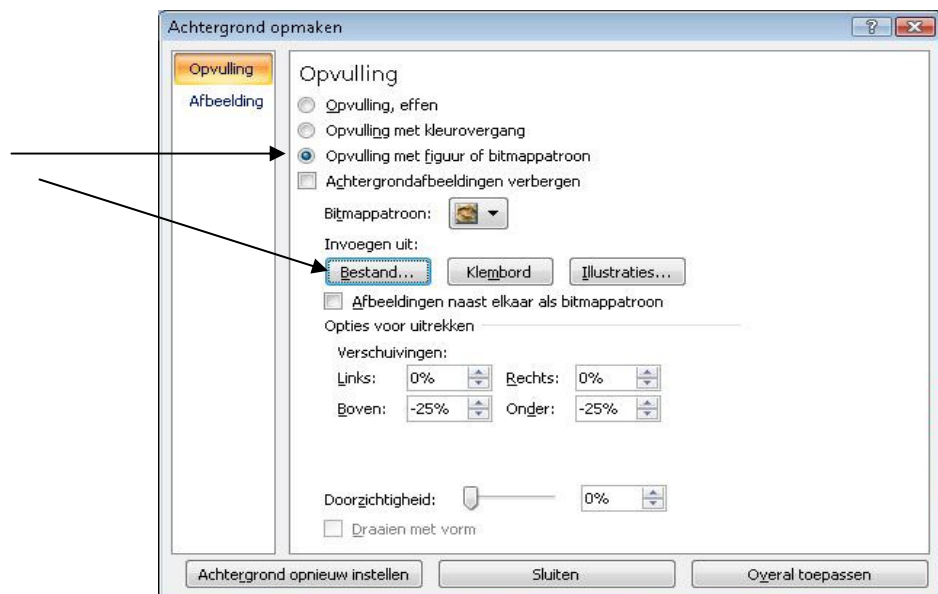 Achtergrond opmaken
Opvulling
Afbeelding
Opvulling
Opvulling, effen
Opvulling met kleurovergang
Opvulling met figuur of bitmappatroon
Achtergrondafbeeldingen verbergen
Bitmappatroon:
Invoegen uit:
Bestand... Klembord Illustraties...
Afbeeldingen naast elkaar als bitmappatroon
Opties voor uitrekken
Verschuivingen:
Links: 0% Rechts: 0%
Boven: -25% Onder: -25%
Doorzichtigheid: 0%
Draaien met vorm
Achtergrond opnieuw instellen Sluiten Overal toepassen